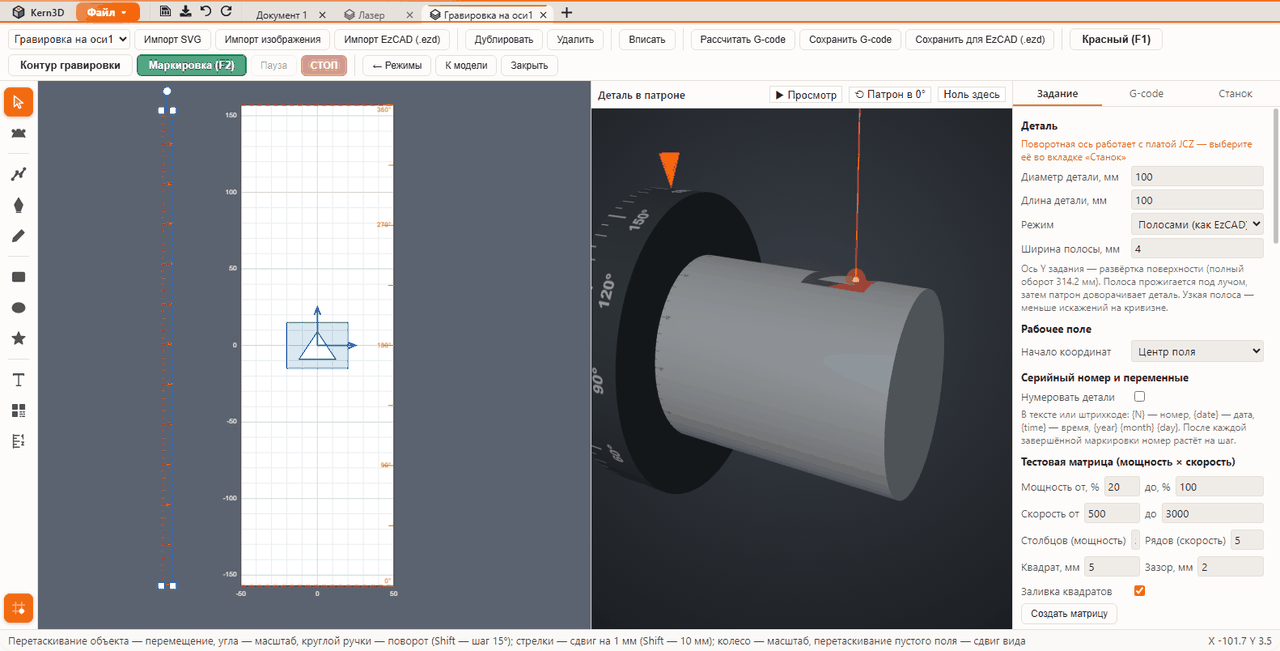 Kern3D
Файл
Документ 1
Лазер
Гравировка на оси1
Гравировка на оси1
Импорт SVG
Импорт изображения
Импорт EzCAD (.ezd)
Дублировать
Удалить
Вписать
Рассчитать G-code
Сохранить G-code
Сохранить для EzCAD (.ezd)
Красный (F1)
Контур гравировки
Маркировка (F2)
Пауза
СТОП
← Режимы
К модели
Закрыть
Деталь в патроне
Просмотр
Патрон в 0°
Ноль здесь
Задание
G-code
Станок
150
100
50
0
-50
-100
-150
-50
0
50
360°
270°
180°
90°
0°
150°
120°
90°
Деталь
Поворотная ось работает с платой JCZ — выберите
её во вкладке «Станок»
Диаметр детали, мм
100
Длина детали, мм
100
Режим
Полосами (как EzCAD)
Ширина полосы, мм
4
Ось Y задания — развёртка поверхности (полный
оборот 314.2 мм). Полоса прожигается под лучом,
затем патрон доворачивает деталь. Узкая полоса —
меньше искажений на кривизне.
Рабочее поле
Начало координат
Центр поля
Серийный номер и переменные
Нумеровать детали
В тексте или штрихкоде: {N} — номер, {date} — дата,
{time} — время, {year} {month} {day}. После каждой
завершённой маркировки номер растёт на шаг.
Тестовая матрица (мощность × скорость)
Мощность от, %
20
до, %
100
Скорость от
500
до
3000
Столбцов (мощность)
Рядов (скорость)
5
Квадрат, мм
5
Зазор, мм
2
Заливка квадратов
Создать матрицу
Перетаскивание объекта — перемещение, угла — масштаб, круглой ручки — поворот (Shift — шаг 15°); стрелки — сдвиг на 1 мм (Shift — 10 мм); колесо — масштаб, перетаскивание пустого поля — сдвиг вида
X -101.7 Y 3.5